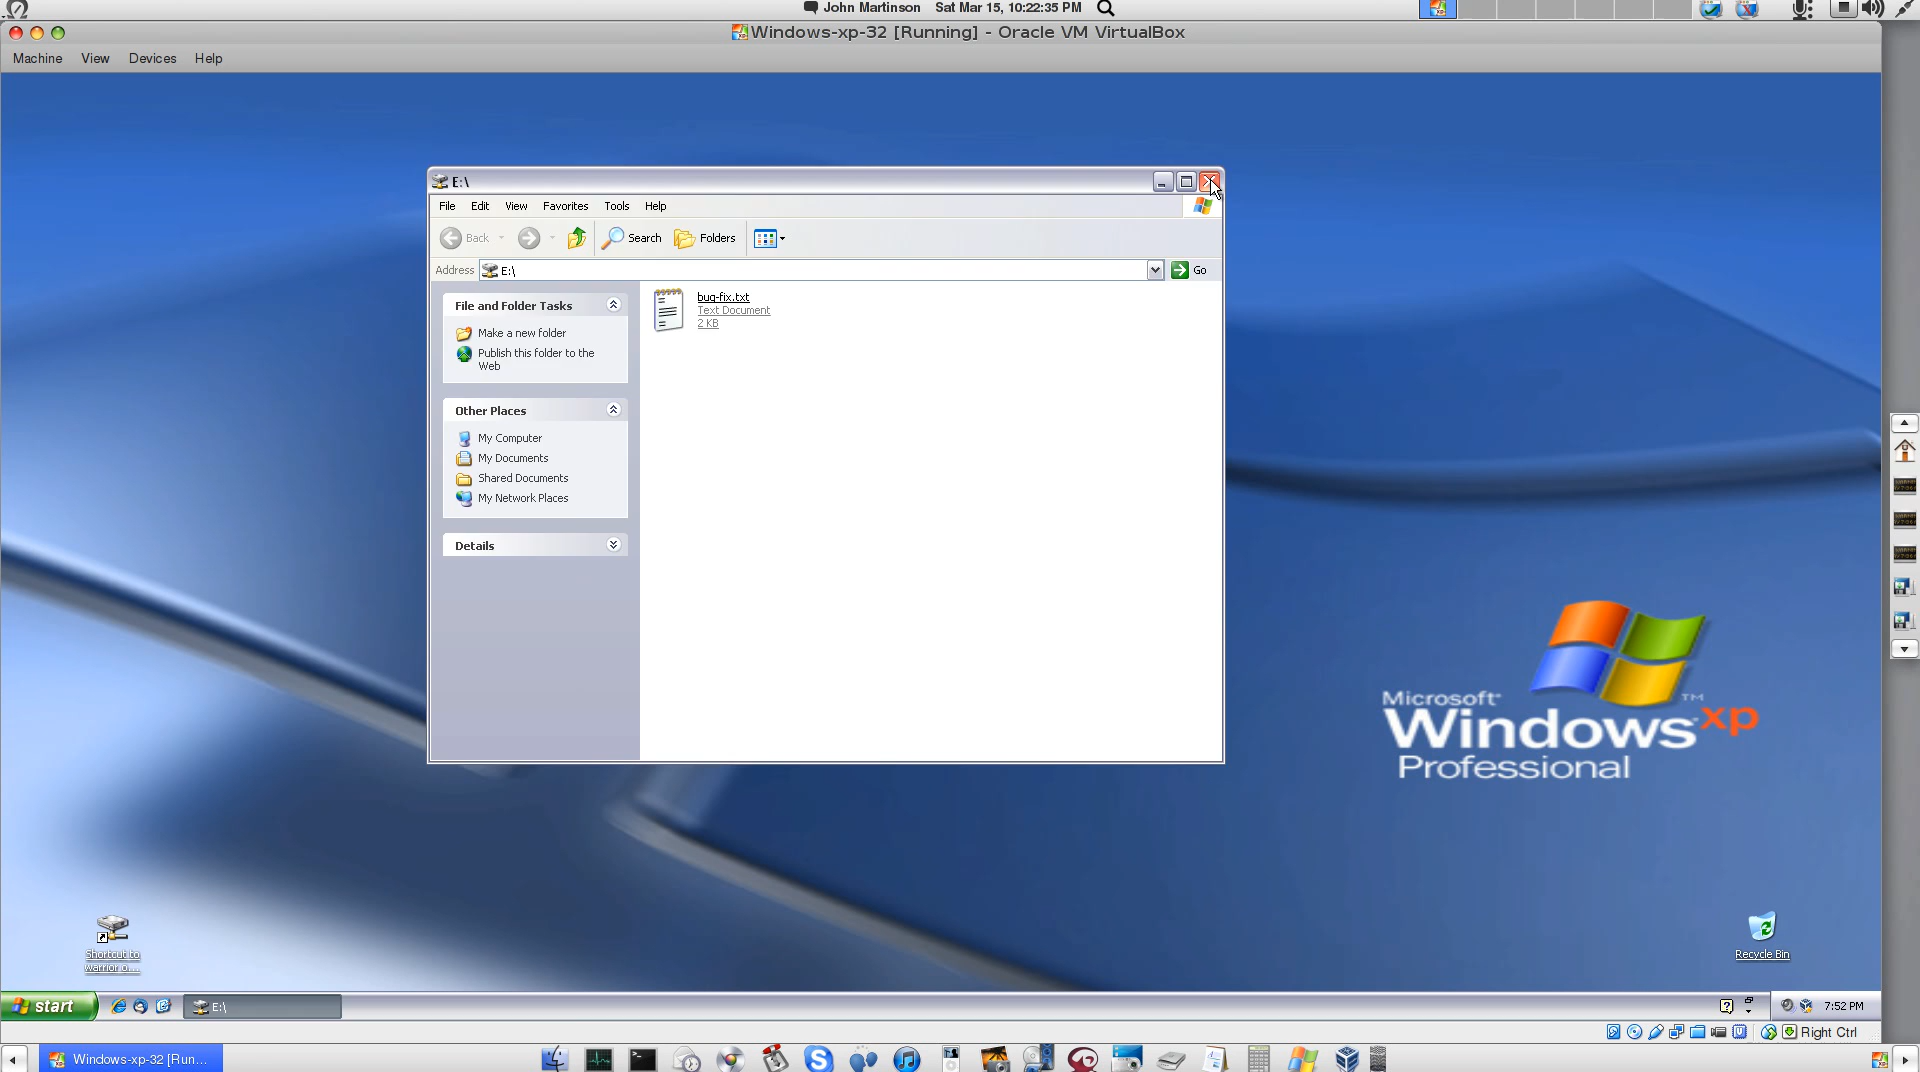 John Martinson Sat Mar 15, 10:22:35 PM
Windows-xp-32 [Running] - Oracle VM VirtualBox
Machine View Devices Help
E:\
File Edit View Favorites Tools Help
Back Search Folders
Address E:\ Go
File and Folder Tasks
Make a new folder
Publish this folder to the
Web
Other Places
My Computer
My Documents
Shared Documents
My Network Places
Details
bug-fix.txt
Text Document
2 KB
Microsoft
Windows xp TM
Professional
Shortcut to
warrior o...
Recycle Bin
start E:\ 7:52 PM
Right Ctrl
Windows-xp-32 [Run...